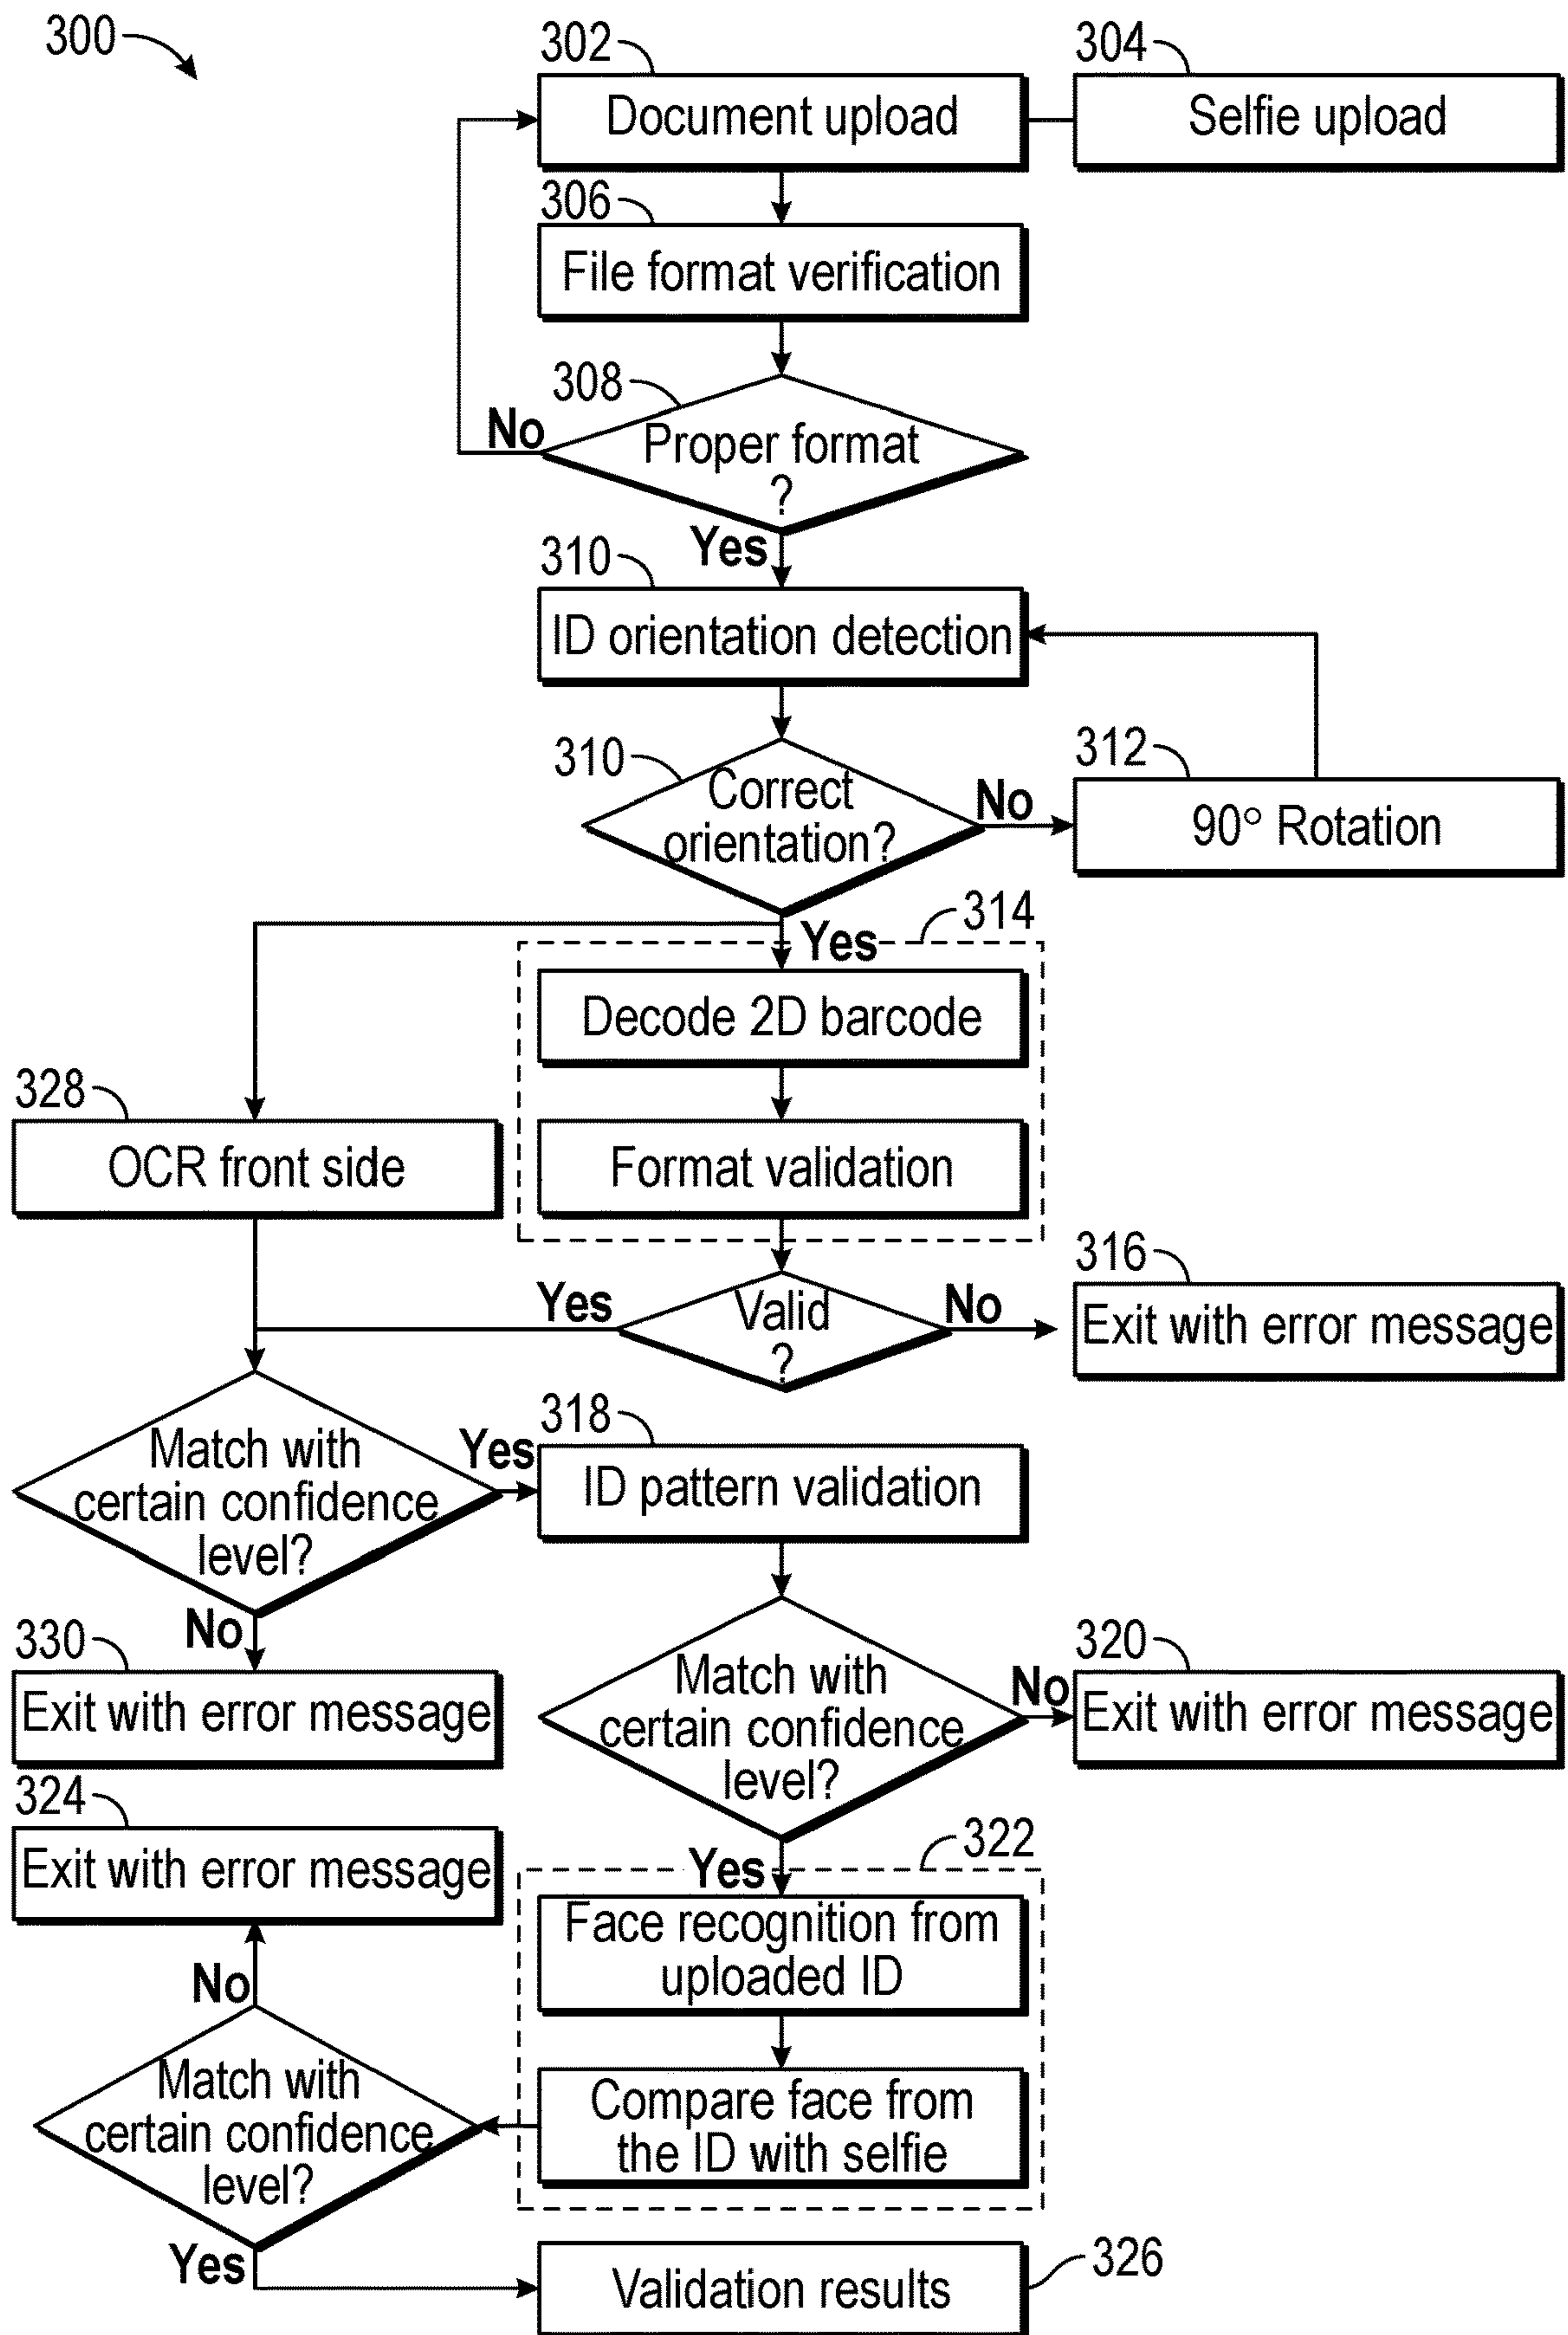 300
302
304
Document upload
Selfie upload
306
File format verification
308
No
Proper format
?
Yes
310
ID orientation detection
310
Correct
orientation?
No
312
90° Rotation
314
Yes
Decode 2D barcode
328
OCR front side
Format validation
316
Yes
Valid
?
No
Exit with error message
318
Match with
certain confidence
level?
Yes
ID pattern validation
No
330
Exit with error message
320
Match with
certain confidence
level?
No
Exit with error message
324
Exit with error message
322
Yes
Face recognition from
uploaded ID
No
Match with
certain confidence
level?
Compare face from
the ID with selfie
Yes
Validation results
326